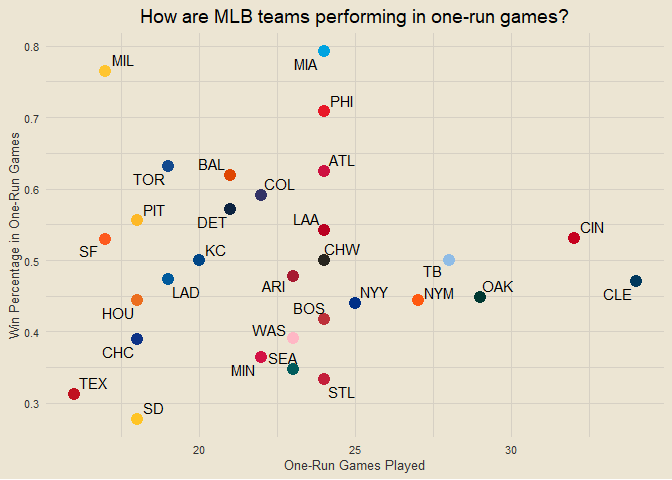 How are MLB teams performing in one-run games?
0.8
MIL
MIA
PHI
0.7
ATL
BAL
TOR
COL
0.6
PIT
DET
LAA
CIN
SF
KC
CHW
0.5
TB
LAD
ARI
NYY
NYM
OAK
CLE
HOU
BOS
WAS
0.4
CHC
MIN
SEA
TEX
STL
SD
0.3
20
25
30
One-Run Games Played
Win Percentage in One-Run Games